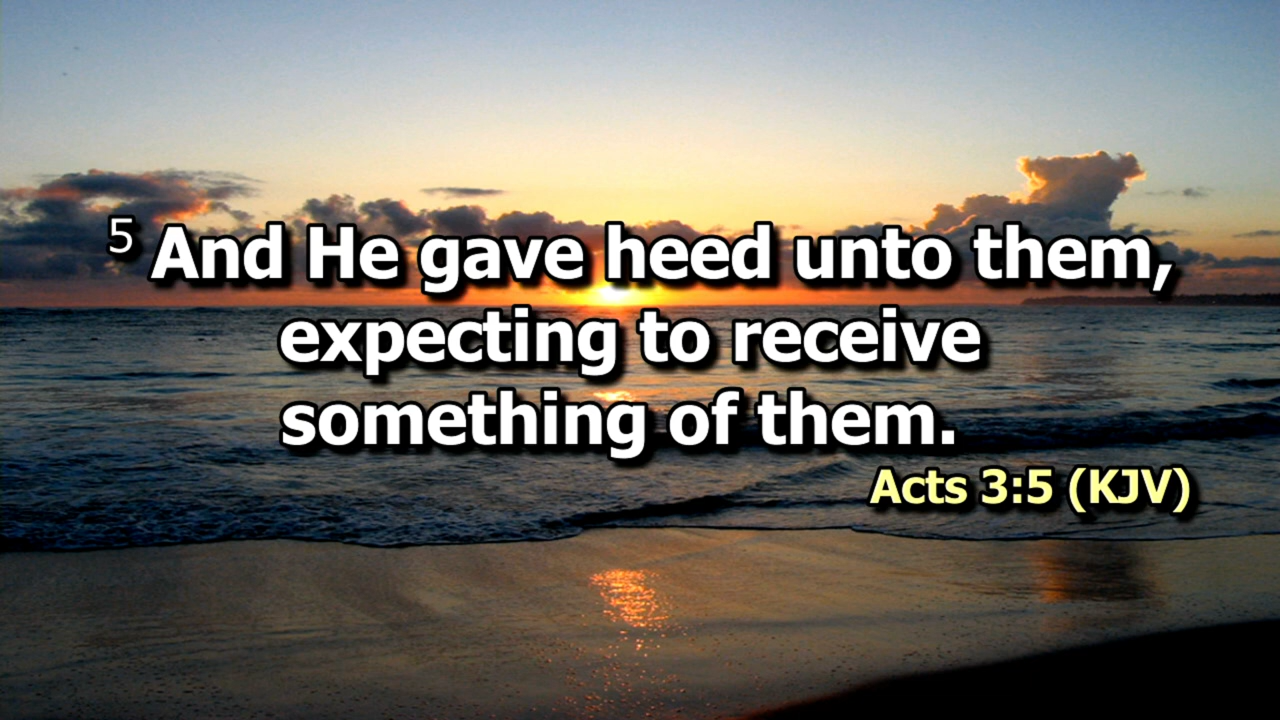 5 And He gave heed unto them,
expecting to receive
something of them.
Acts 3:5 (KJV)